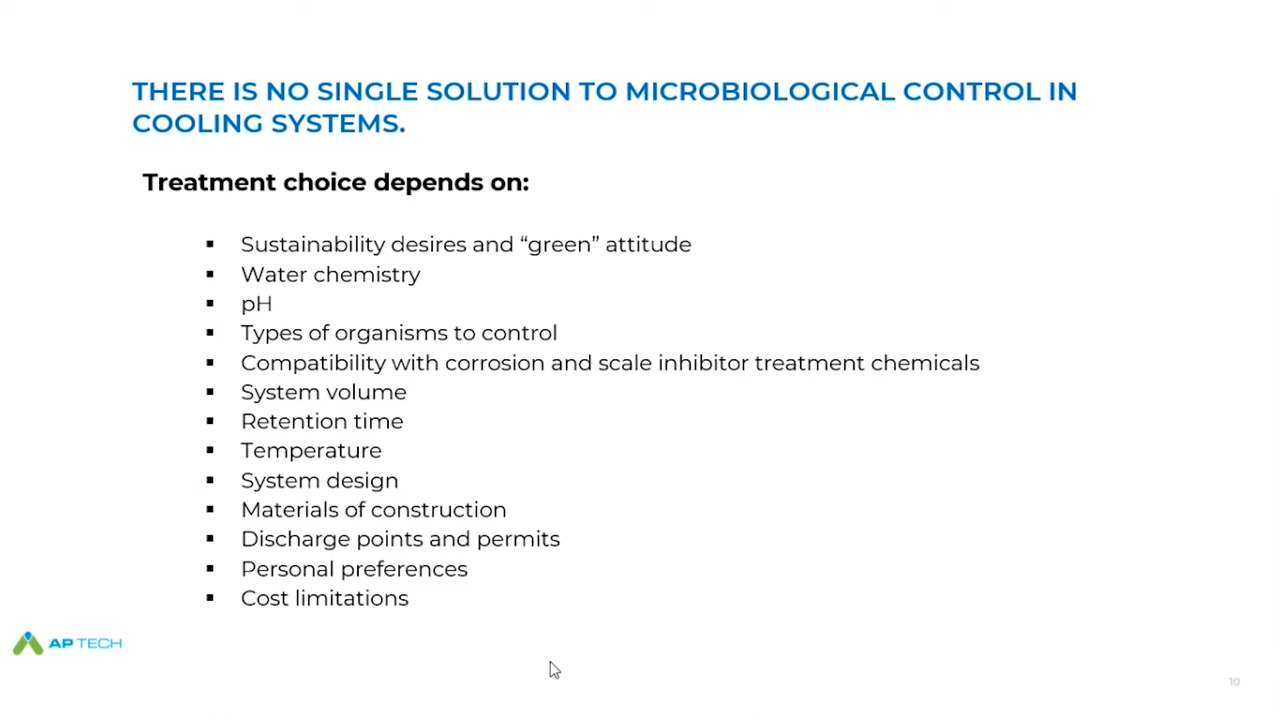 THERE IS NO SINGLE SOLUTION TO MICROBIOLOGICAL CONTROL IN
COOLING SYSTEMS.
Treatment choice depends on:
▪ Sustainability desires and “green” attitude
▪ Water chemistry
▪ pH
▪ Types of organisms to control
▪ Compatibility with corrosion and scale inhibitor treatment chemicals
▪ System volume
▪ Retention time
▪ Temperature
▪ System design
▪ Materials of construction
▪ Discharge points and permits
▪ Personal preferences
▪ Cost limitations
AP TECH
10